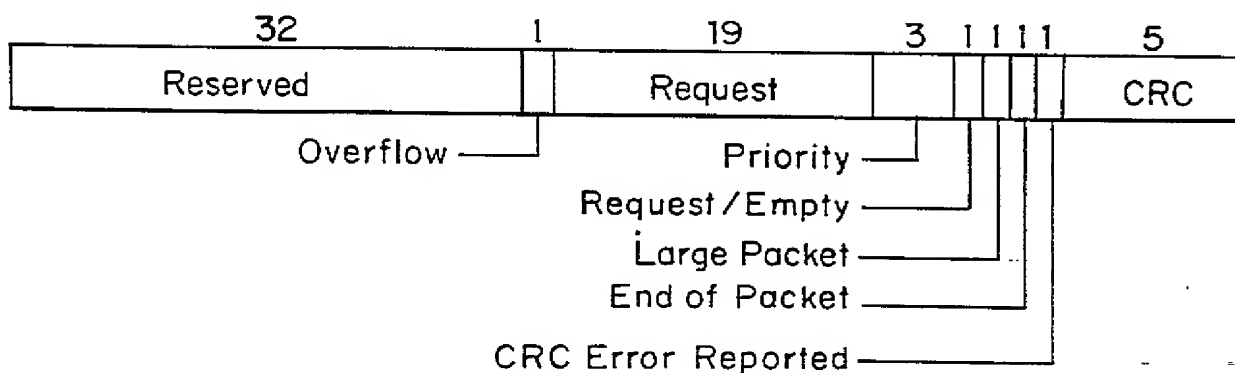 32 1 19 3 1 1 1 1 5
Reserved Request CRC
Overflow Priority
Request/Empty
Large Packet
End of Packet
CRC Error Reported